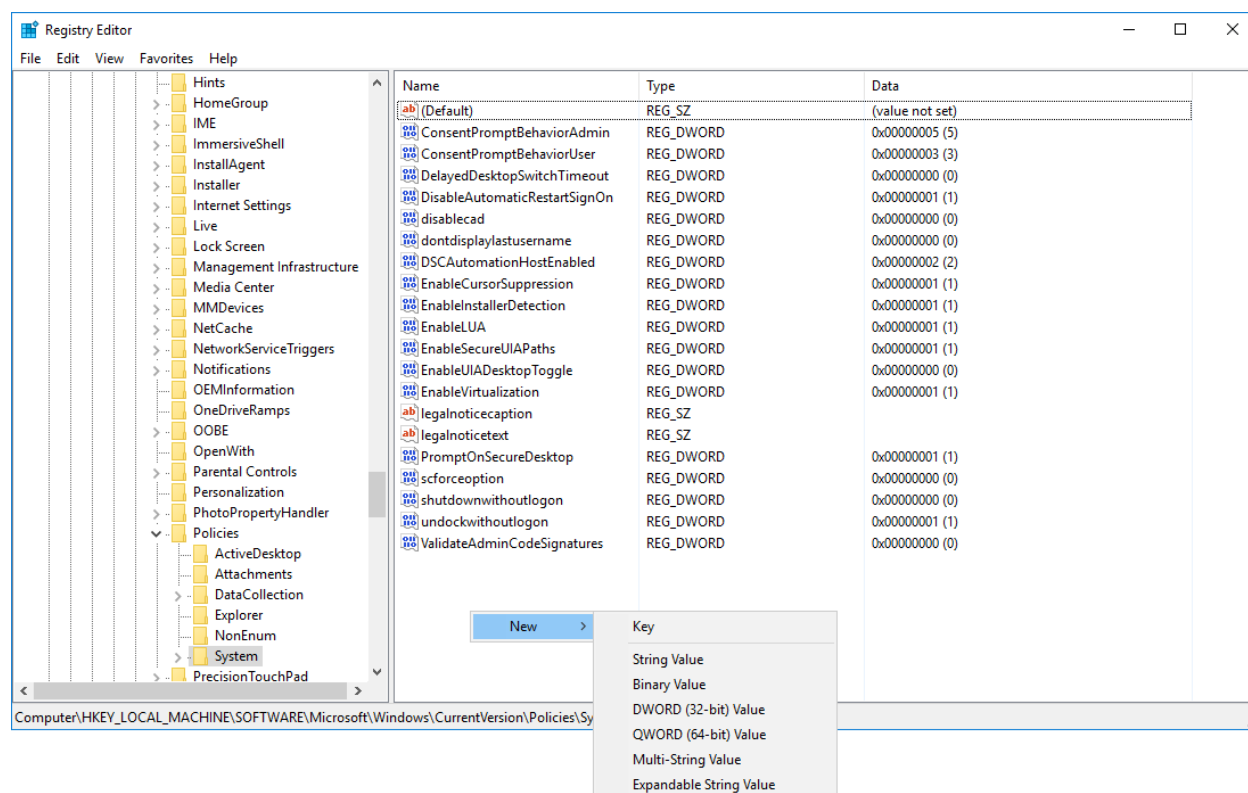 Registry Editor
File Edit View Favorites Help
Hints
HomeGroup
IME
ImmersiveShell
InstallAgent
Installer
Internet Settings
Live
Lock Screen
Management Infrastructure
Media Center
MMDevices
NetCache
NetworkServiceTriggers
Notifications
OEMInformation
OneDriveRamps
OOBE
OpenWith
Parental Controls
Personalization
PhotoPropertyHandler
Policies
ActiveDesktop
Attachments
DataCollection
Explorer
NonEnum
System
PrecisionTouchPad
Name Type Data
(Default) REG_SZ (value not set)
ConsentPromptBehaviorAdmin REG_DWORD 0x00000005 (5)
ConsentPromptBehaviorUser REG_DWORD 0x00000003 (3)
DelayedDesktopSwitchTimeout REG_DWORD 0x00000000 (0)
DisableAutomaticRestartSignOn REG_DWORD 0x00000001 (1)
disablecad REG_DWORD 0x00000000 (0)
dontdisplaylastusername REG_DWORD 0x00000000 (0)
DSCAutomationHostEnabled REG_DWORD 0x00000002 (2)
EnableCursorSuppression REG_DWORD 0x00000001 (1)
EnableInstallerDetection REG_DWORD 0x00000001 (1)
EnableLUA REG_DWORD 0x00000001 (1)
EnableSecureUIAPaths REG_DWORD 0x00000001 (1)
EnableUIADesktopToggle REG_DWORD 0x00000000 (0)
EnableVirtualization REG_DWORD 0x00000001 (1)
legalnoticecaption REG_SZ
legalnoticetext REG_SZ
PromptOnSecureDesktop REG_DWORD 0x00000001 (1)
scforceoption REG_DWORD 0x00000000 (0)
shutdownwithoutlogon REG_DWORD 0x00000000 (0)
undockwithoutlogon REG_DWORD 0x00000001 (1)
ValidateAdminCodeSignatures REG_DWORD 0x00000000 (0)
New
Key
String Value
Binary Value
DWORD (32-bit) Value
QWORD (64-bit) Value
Multi-String Value
Expandable String Value
Computer\HKEY_LOCAL_MACHINE\SOFTWARE\Microsoft\Windows\CurrentVersion\Policies\Sy